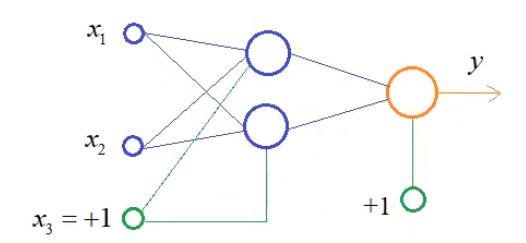 x₁
y
x₂
+1
x₃ = +1